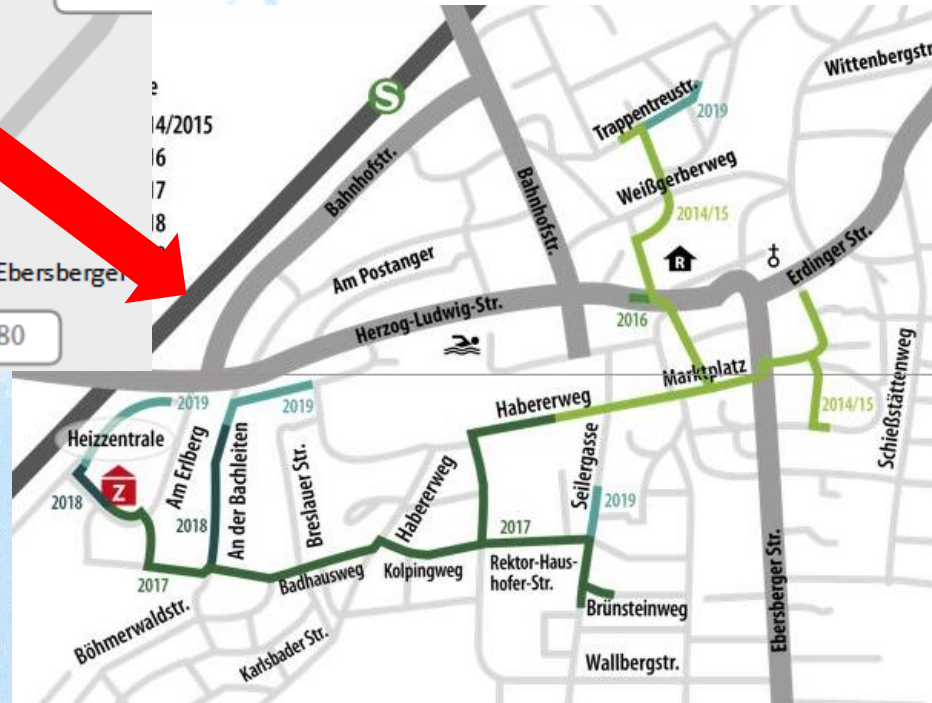 e
14/2015
16
17
18
Ebersberger
80
S
Bahnhofstr.
Bahnhofstr.
Am Postanger
Herzog-Ludwig-Str.
Trappentreustr.
2019
Weißgerberweg
2014/15
R
2016
Wittenbergstr
Erdinger Str.
Marktplatz
Habererweg
2014/15
Schießstättenweg
Heizzentrale
2019
2019
Z
2018
Am Erlberg
2018
An der Bachleiten
Breslauer Str.
Habererweg
Seilergasse
2019
2017
2017
Badhausweg
Kolpingweg
Rektor-Haus-
hofer-Str.
Brünsteinweg
Böhmerwaldstr.
Karlsbader Str.
Wallbergstr.
Ebersberger Str.